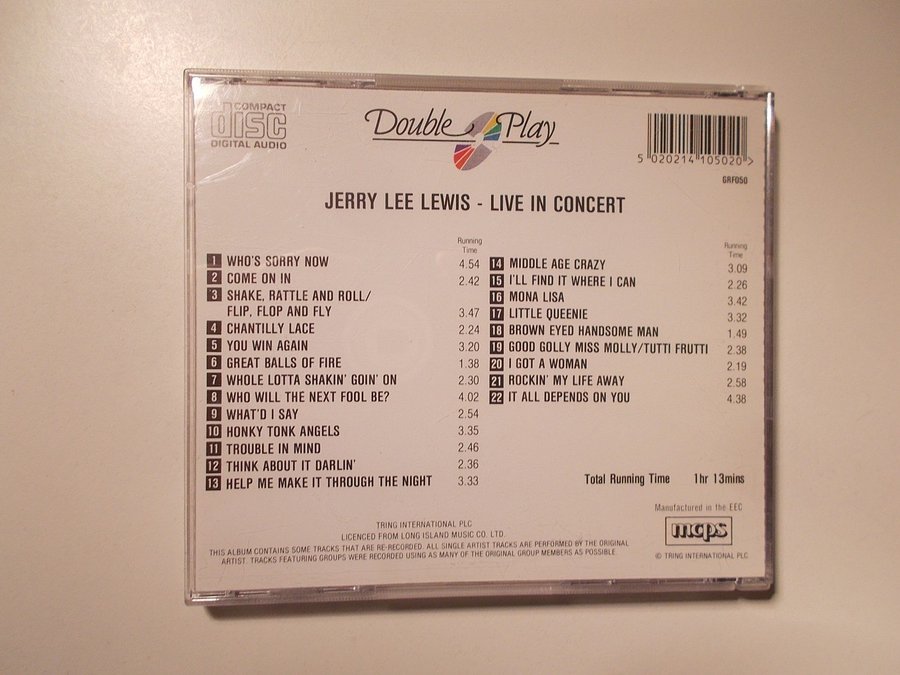 COMPACT
disc
DIGITAL AUDIO
Double Play
5 020214 105020 >
GRF050
JERRY LEE LEWIS - LIVE IN CONCERT
Running
Time
1 WHO'S SORRY NOW 4.54
2 COME ON IN 2.42
3 SHAKE, RATTLE AND ROLL/
FLIP, FLOP AND FLY 3.47
4 CHANTILLY LACE 2.24
5 YOU WIN AGAIN 3.20
6 GREAT BALLS OF FIRE 1.38
7 WHOLE LOTTA SHAKIN' GOIN' ON 2.30
8 WHO WILL THE NEXT FOOL BE? 4.02
9 WHAT'D I SAY 2.54
10 HONKY TONK ANGELS 3.35
11 TROUBLE IN MIND 2.46
12 THINK ABOUT IT DARLIN' 2.36
13 HELP ME MAKE IT THROUGH THE NIGHT 3.33
Running
Time
14 MIDDLE AGE CRAZY 3.09
15 I'LL FIND IT WHERE I CAN 2.26
16 MONA LISA 3.42
17 LITTLE QUEENIE 3.32
18 BROWN EYED HANDSOME MAN 1.49
19 GOOD GOLLY MISS MOLLY/TUTTI FRUTTI 2.38
20 I GOT A WOMAN 2.19
21 ROCKIN' MY LIFE AWAY 2.58
22 IT ALL DEPENDS ON YOU 4.38
Total Running Time 1hr 13mins
Manufactured in the EEC
mcps
© TRING INTERNATIONAL PLC
TRING INTERNATIONAL PLC
LICENCED FROM LONG ISLAND MUSIC CO. LTD.
THIS ALBUM CONTAINS SOME TRACKS THAT ARE RE-RECORDED. ALL SINGLE ARTIST TRACKS ARE PERFORMED BY THE ORIGINAL
ARTIST. TRACKS FEATURING GROUPS WERE RECORDED USING AS MANY OF THE ORIGINAL GROUP MEMBERS AS POSSIBLE.